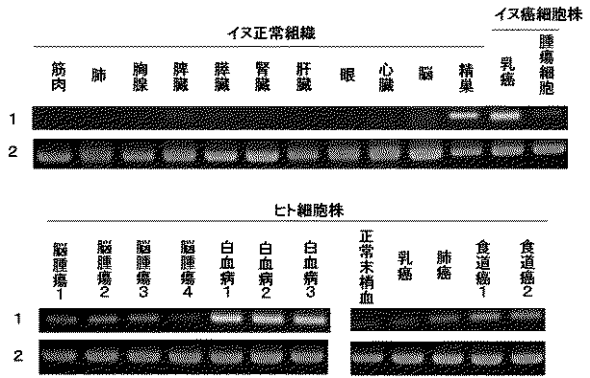 イヌ癌細胞株
イヌ正常組織
筋肉 肺 胸腺 脾臓 膵臓 腎臓 肝臓 眼 心臓 脳 精巣 乳癌 腫瘍細胞
1
2
ヒト細胞株
脳腫瘍1 脳腫瘍2 脳腫瘍3 脳腫瘍4 白血病1 白血病2 白血病3 正常末梢血 乳癌 肺癌 食道癌1 食道癌2
1
2